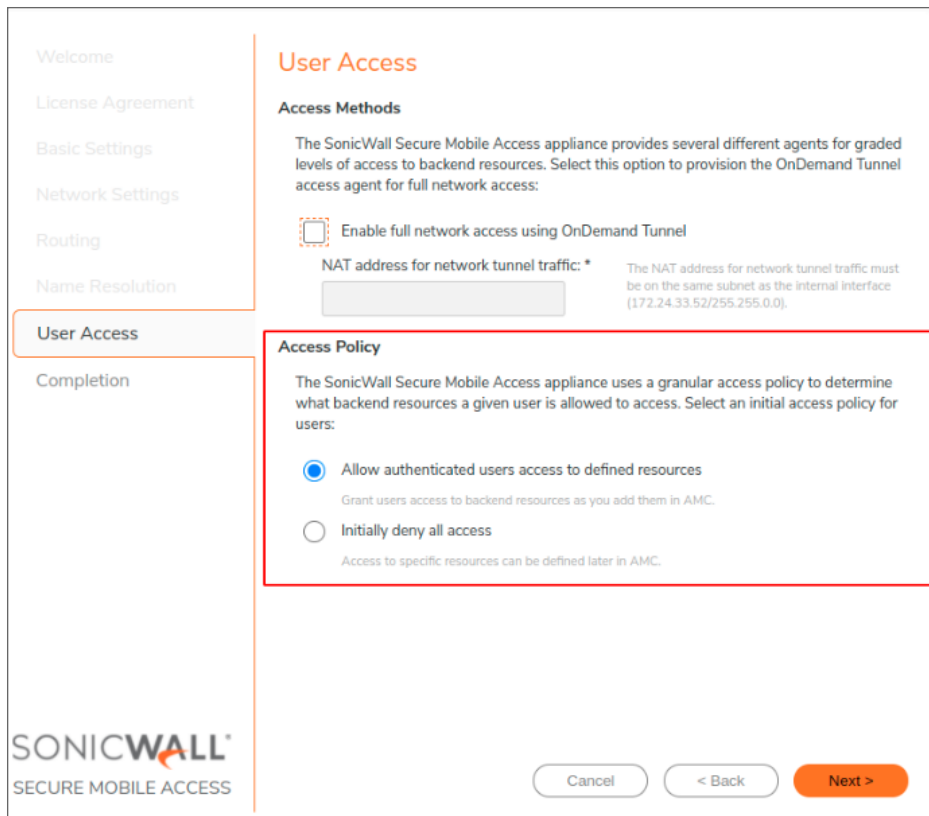 Welcome
License Agreement
Basic Settings
Network Settings
Routing
Name Resolution
User Access
Completion
User Access
Access Methods
The SonicWall Secure Mobile Access appliance provides several different agents for graded
levels of access to backend resources. Select this option to provision the OnDemand Tunnel
access agent for full network access:
Enable full network access using OnDemand Tunnel
NAT address for network tunnel traffic: *
The NAT address for network tunnel traffic must
be on the same subnet as the internal interface
(172.24.33.52/255.255.0.0).
Access Policy
The SonicWall Secure Mobile Access appliance uses a granular access policy to determine
what backend resources a given user is allowed to access. Select an initial access policy for
users:
Allow authenticated users access to defined resources
Grant users access to backend resources as you add them in AMC.
Initially deny all access
Access to specific resources can be defined later in AMC.
SONICWALL
SECURE MOBILE ACCESS
Cancel
< Back
Next >